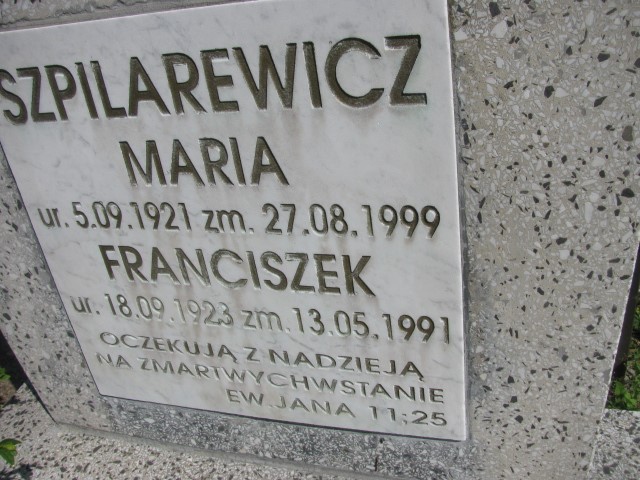 SZPILAREWICZ
MARIA
ur. 5.09.1921 zm. 27.08.1999
FRANCISZEK
ur. 18.09.1923 zm. 13.05.1991
OCZEKUJĄ Z NADZIEJĄ
NA ZMARTWYCHWSTANIE
EW. JANA 11;25